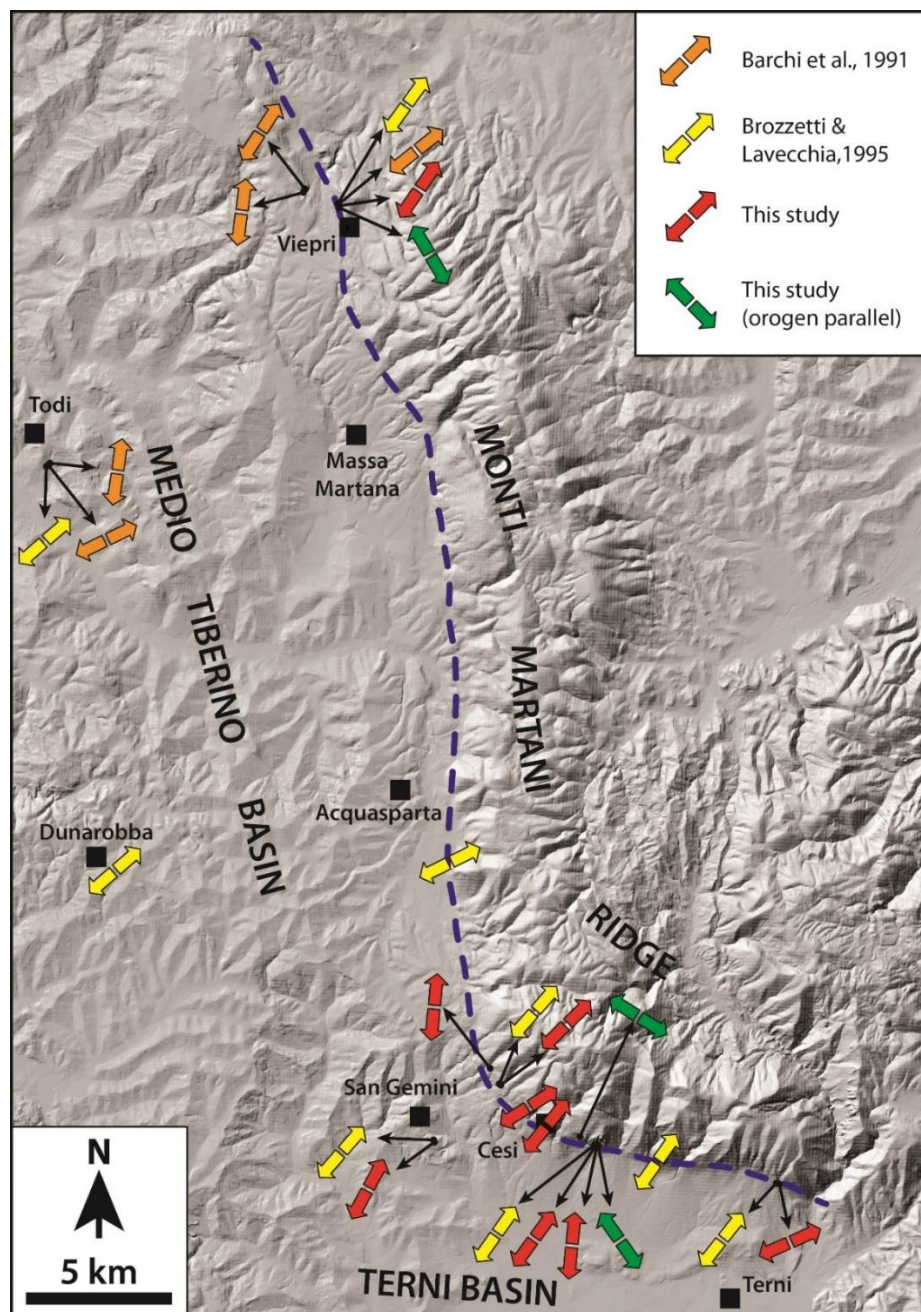 Barchi et al., 1991
Brozzetti &
Lavecchia,1995
This study
This study
(orogen parallel)
Viepri
Todi
Massa
Martana
MEDIO
TIBERINO
BASIN
MONTI
MARTANI
RIDGE
Acquasparta
Dunarobba
San Gemini
Cesi
N
5 km
TERNI BASIN
Terni